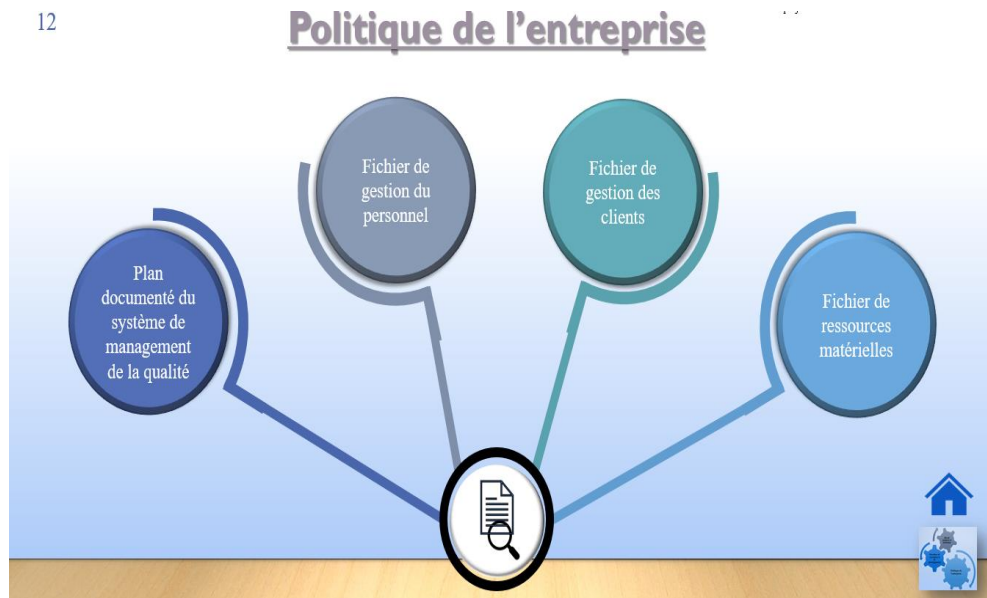 12
Politique de l'entreprise
Plan
documenté du
système de
management
de la qualité
Fichier de
gestion du
personnel
Fichier de
gestion des
clients
Fichier de
ressources
matérielles